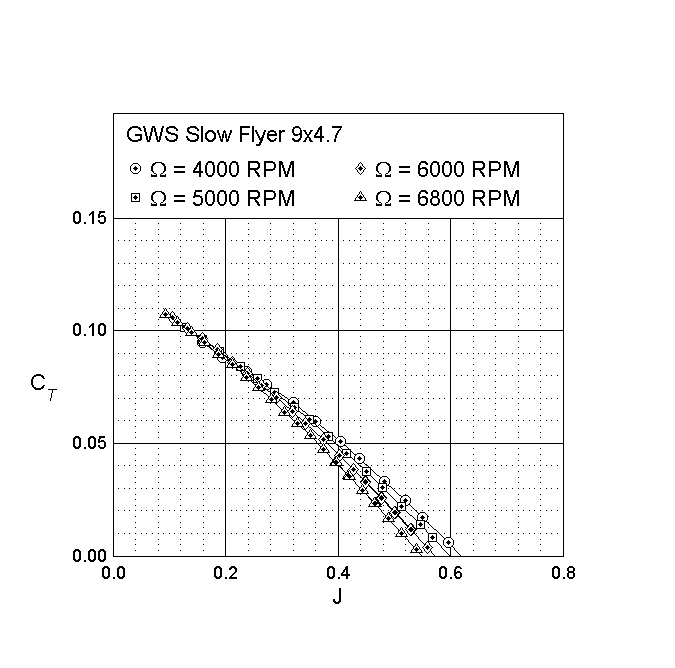 GWS Slow Flyer 9x4.7
Ω = 4000 RPM Ω = 6000 RPM
Ω = 5000 RPM Ω = 6800 RPM
0.15
0.10
C_T
0.05
0.00
0.0 0.2 0.4 0.6 0.8
J